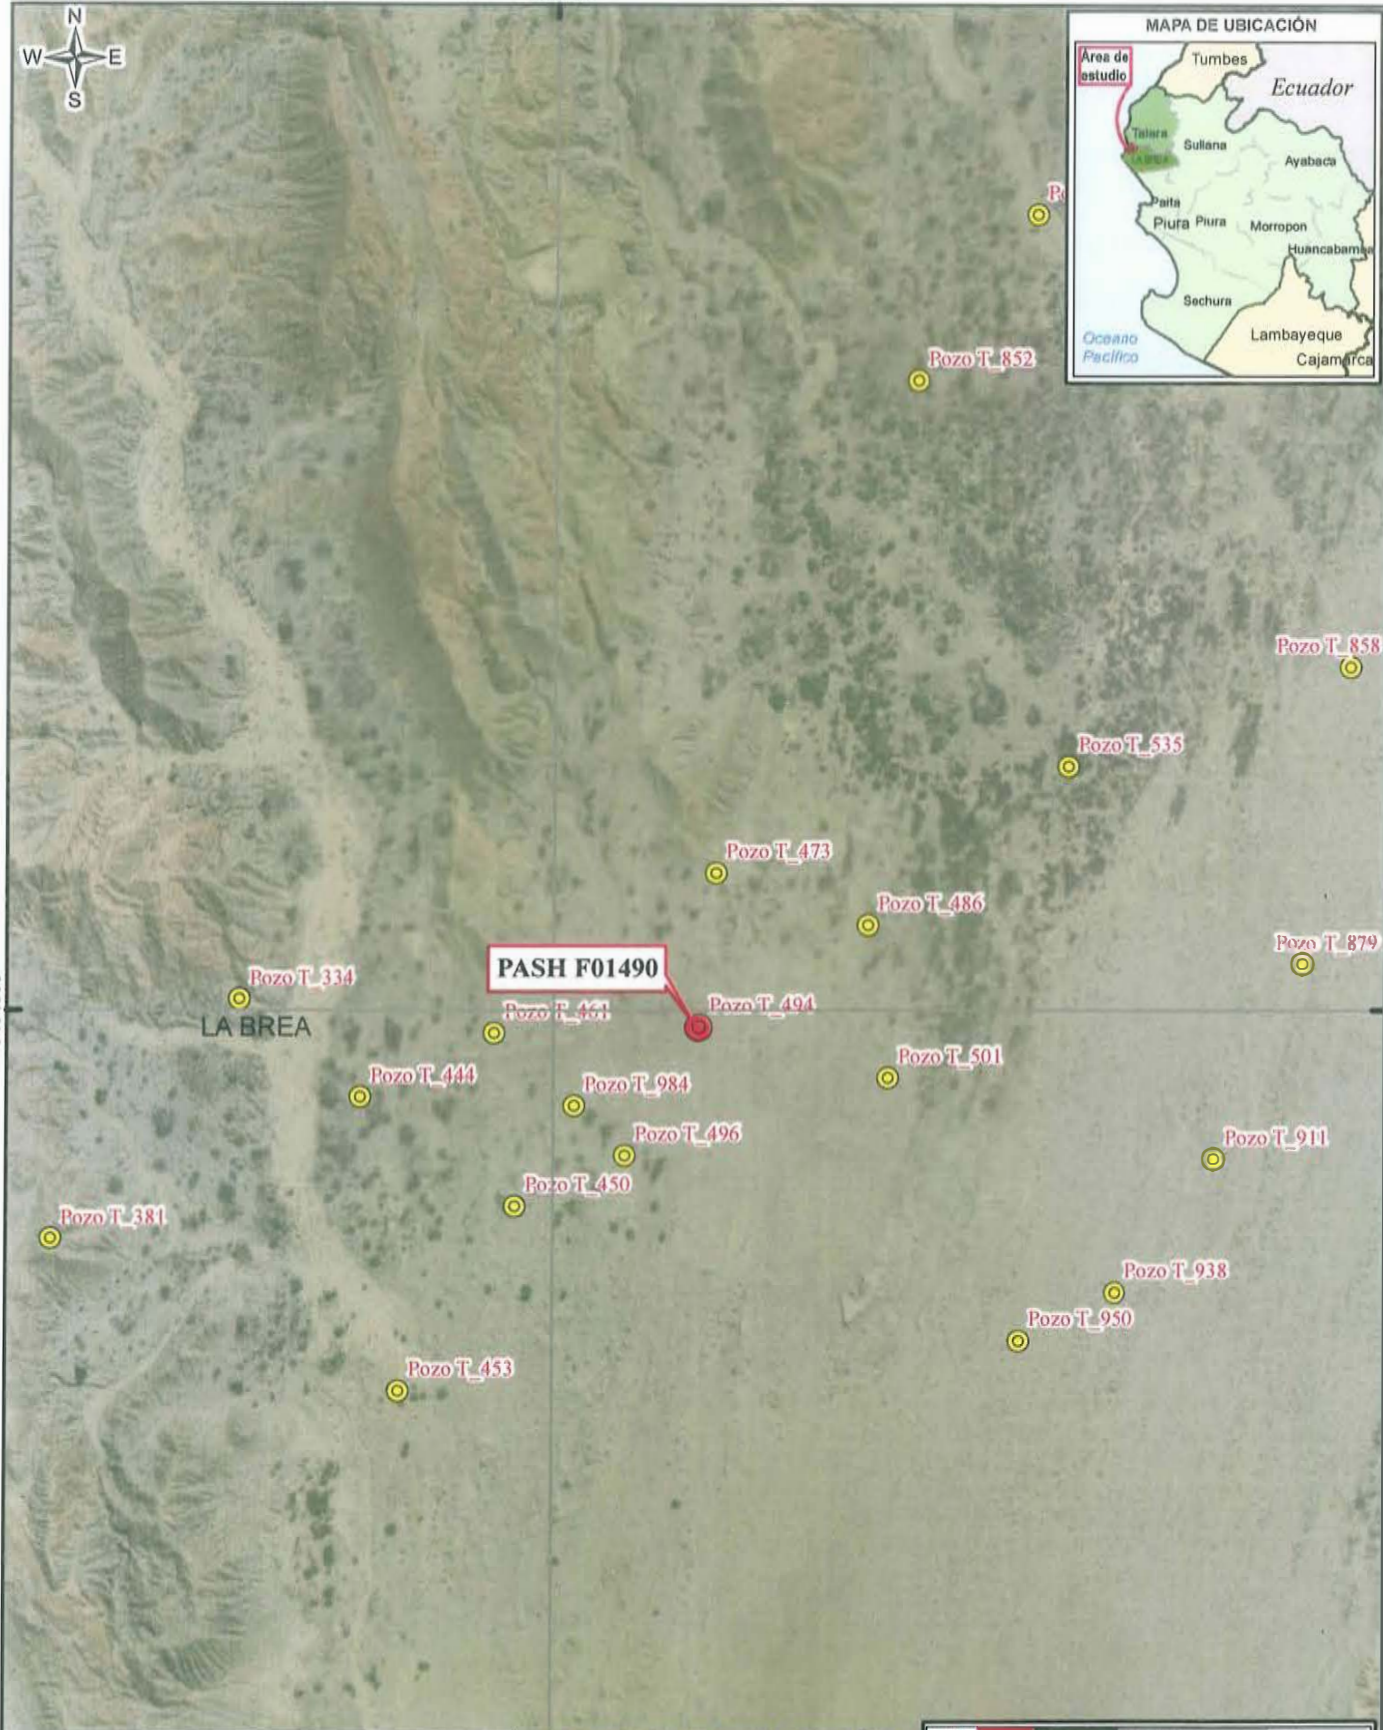 N
W E
S
MAPA DE UBICACIÓN
Área de
estudio
Tumbes
Ecuador
Talara
Sullana
LA BREA
Ayabaca
Paita
Piura
Piura
Morropon
Huancabamba
Sechura
Lambayeque
Oceano
Pacífico
Cajamarca
Pozo T_852
Pozo T_858
Pozo T_535
Pozo T_473
Pozo T_486
Pozo T_879
PASH F01490
Pozo T_334
Pozo T_461
Pozo T_494
LA BREA
Pozo T_501
Pozo T_444
Pozo T_984
Pozo T_496
Pozo T_911
Pozo T_450
Pozo T_381
Pozo T_938
Pozo T_950
Pozo T_453